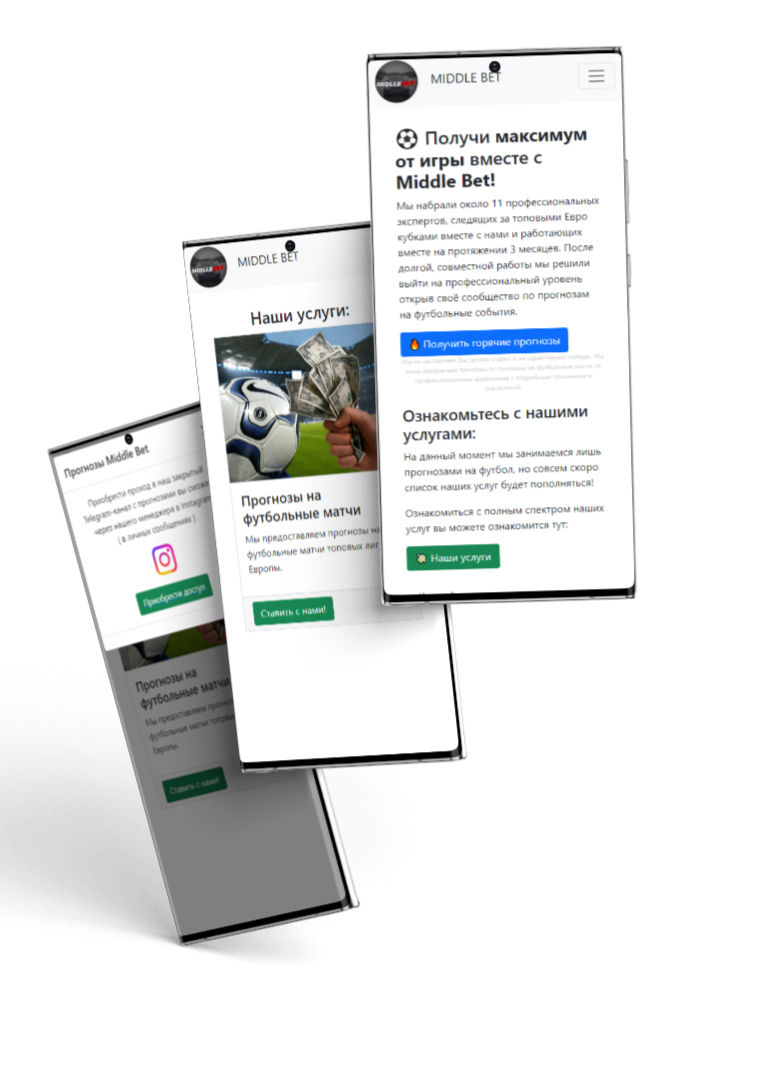 MIDDLE BET
MIDLLE BET
Получи максимум
от игры вместе с
Middle Bet!
Мы набрали около 11 профессиональных
экспертов, следящих за топовыми Евро
кубками вместе с нами и работающих
вместе на протяжении 3 месяцев. После
долгой, совместной работы мы решили
выйти на профессиональный уровень
открыв своё сообщество по прогнозам
на футбольные события.
Получить горячие прогнозы
Ознакомьтесь с нашими
услугами:
На данный момент мы занимаемся лишь
прогнозами на футбол, но совсем скоро
список наших услуг будет пополняться!
Ознакомиться с полным спектром наших
услуг вы можете ознакомится тут:
Наши услуги
MIDDLE BET
MIDLLE BET
Наши услуги:
Прогнозы на
футбольные матчи
Мы предоставляем прогнозы на
футбольные матчи топовых лиг
Европы.
Ставить с нами!
Прогнозы Middle Bet
Приобрести проход в наш закрытый
Telegram-канал с прогнозами вы сможете
через нашего менеджера в Instagram
( в личных сообщениях )
Приобрести доступ
Прогнозы на
футбольные матчи
Мы предоставляем
футбольные матчи
Европы.
Ставить с нами!